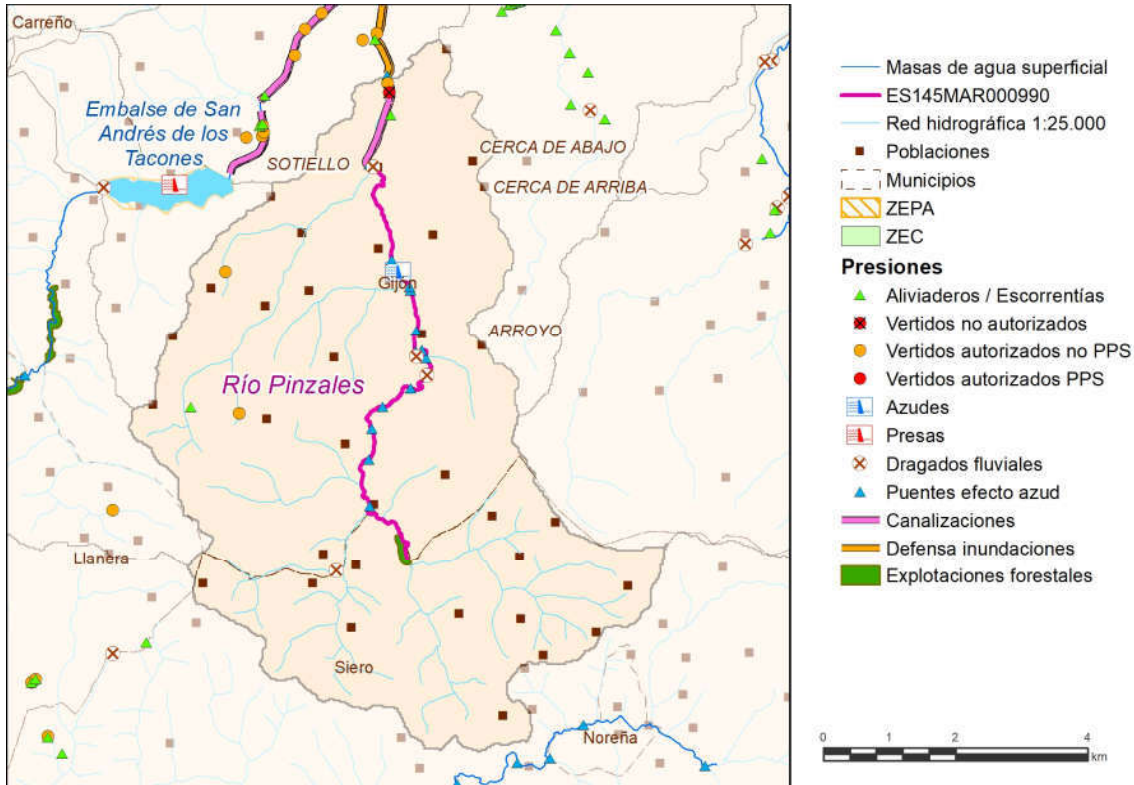 Carreño
Embalse de San
Andrés de los
Tacones
SOTIELLO
CERCA DE ABAJO
CERCA DE ARRIBA
Gijón
ARROYO
Río Pinzales
Llanera
Siero
Noreña
Masas de agua superficial
ES145MAR000990
Red hidrográfica 1:25.000
Poblaciones
Municipios
ZEPA
ZEC
Presiones
Aliviaderos / Escorrentías
Vertidos no autorizados
Vertidos autorizados no PPS
Vertidos autorizados PPS
Azudes
Presas
Dragados fluviales
Puentes efecto azud
Canalizaciones
Defensa inundaciones
Explotaciones forestales
0 1 2 4
km